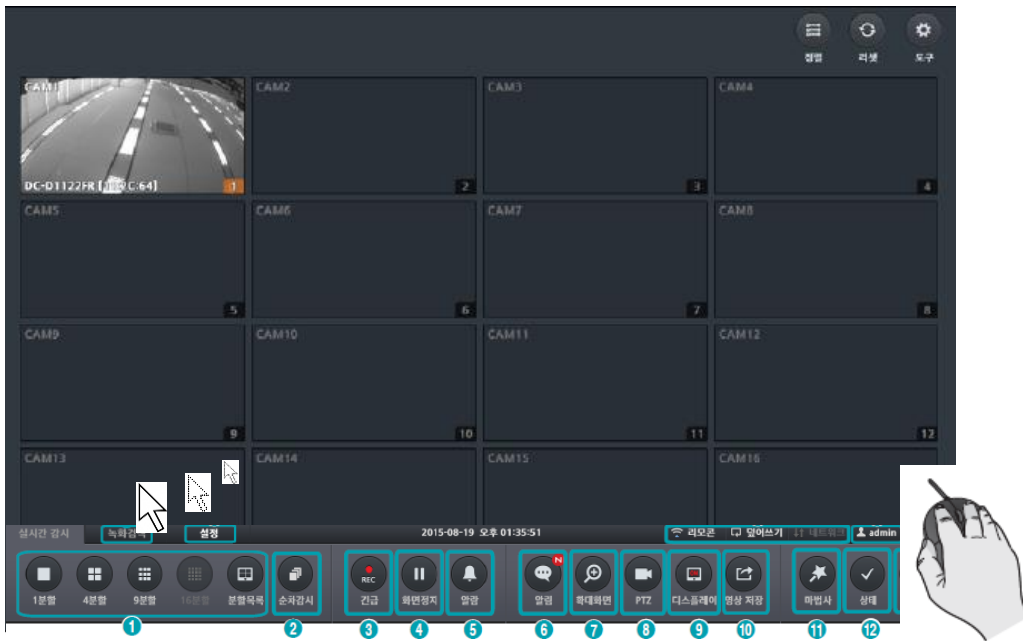 정렬 리셋 도구
CAM1 CAM2 CAM3 CAM4
DC-D1122FR [ C:64] 1 2 3 4
CAM5 CAM6 CAM7 CAM8
5 6 7 8
CAM9 CAM10 CAM11 CAM12
9 10 11 12
CAM13 CAM14 CAM15 CAM16
실시간 감시 녹화검색 설정 2015-08-19 오후 01:35:51 리모콘 덮어쓰기 네트워크 admin
REC N
1분할 4분할 9분할 16분할 분할목록 순차감시 긴급 화면정지 알람 알림 확대화면 PTZ 디스플레이 영상 저장 마법사 상태
1 2 3 4 5 6 7 8 9 10 11 12